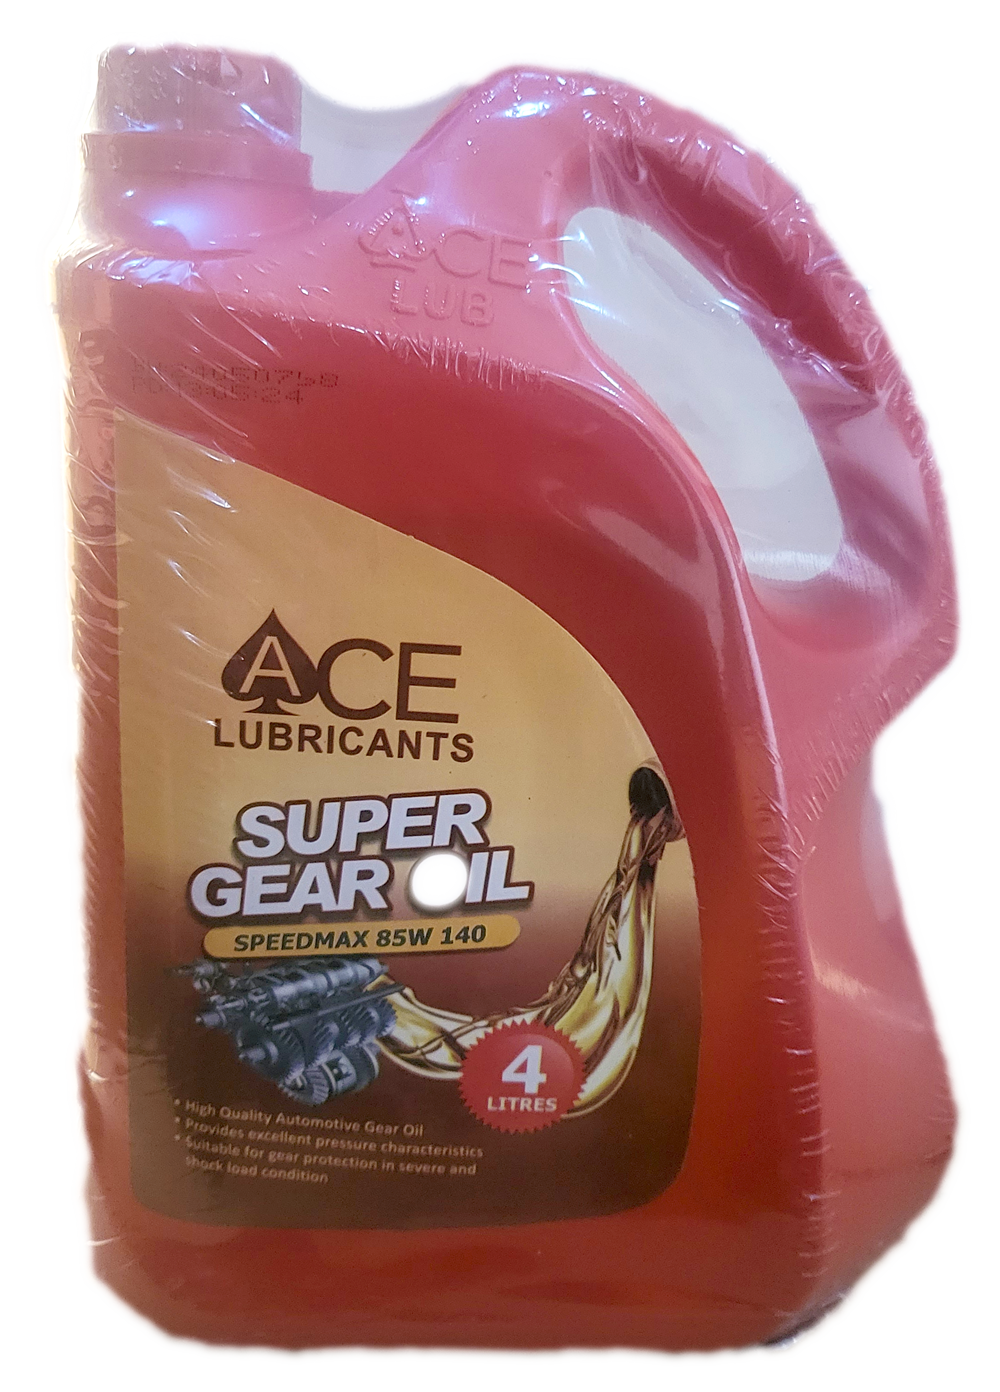 ACE
LUB
ACE
LUBRICANTS
SUPER
GEAR IL
SPEEDMAX 85W 140
4
LITRES
• High Quality Automotive Gear Oil
• Provides excellent pressure characteristics
• Suitable for gear protection in severe and
shock load condition